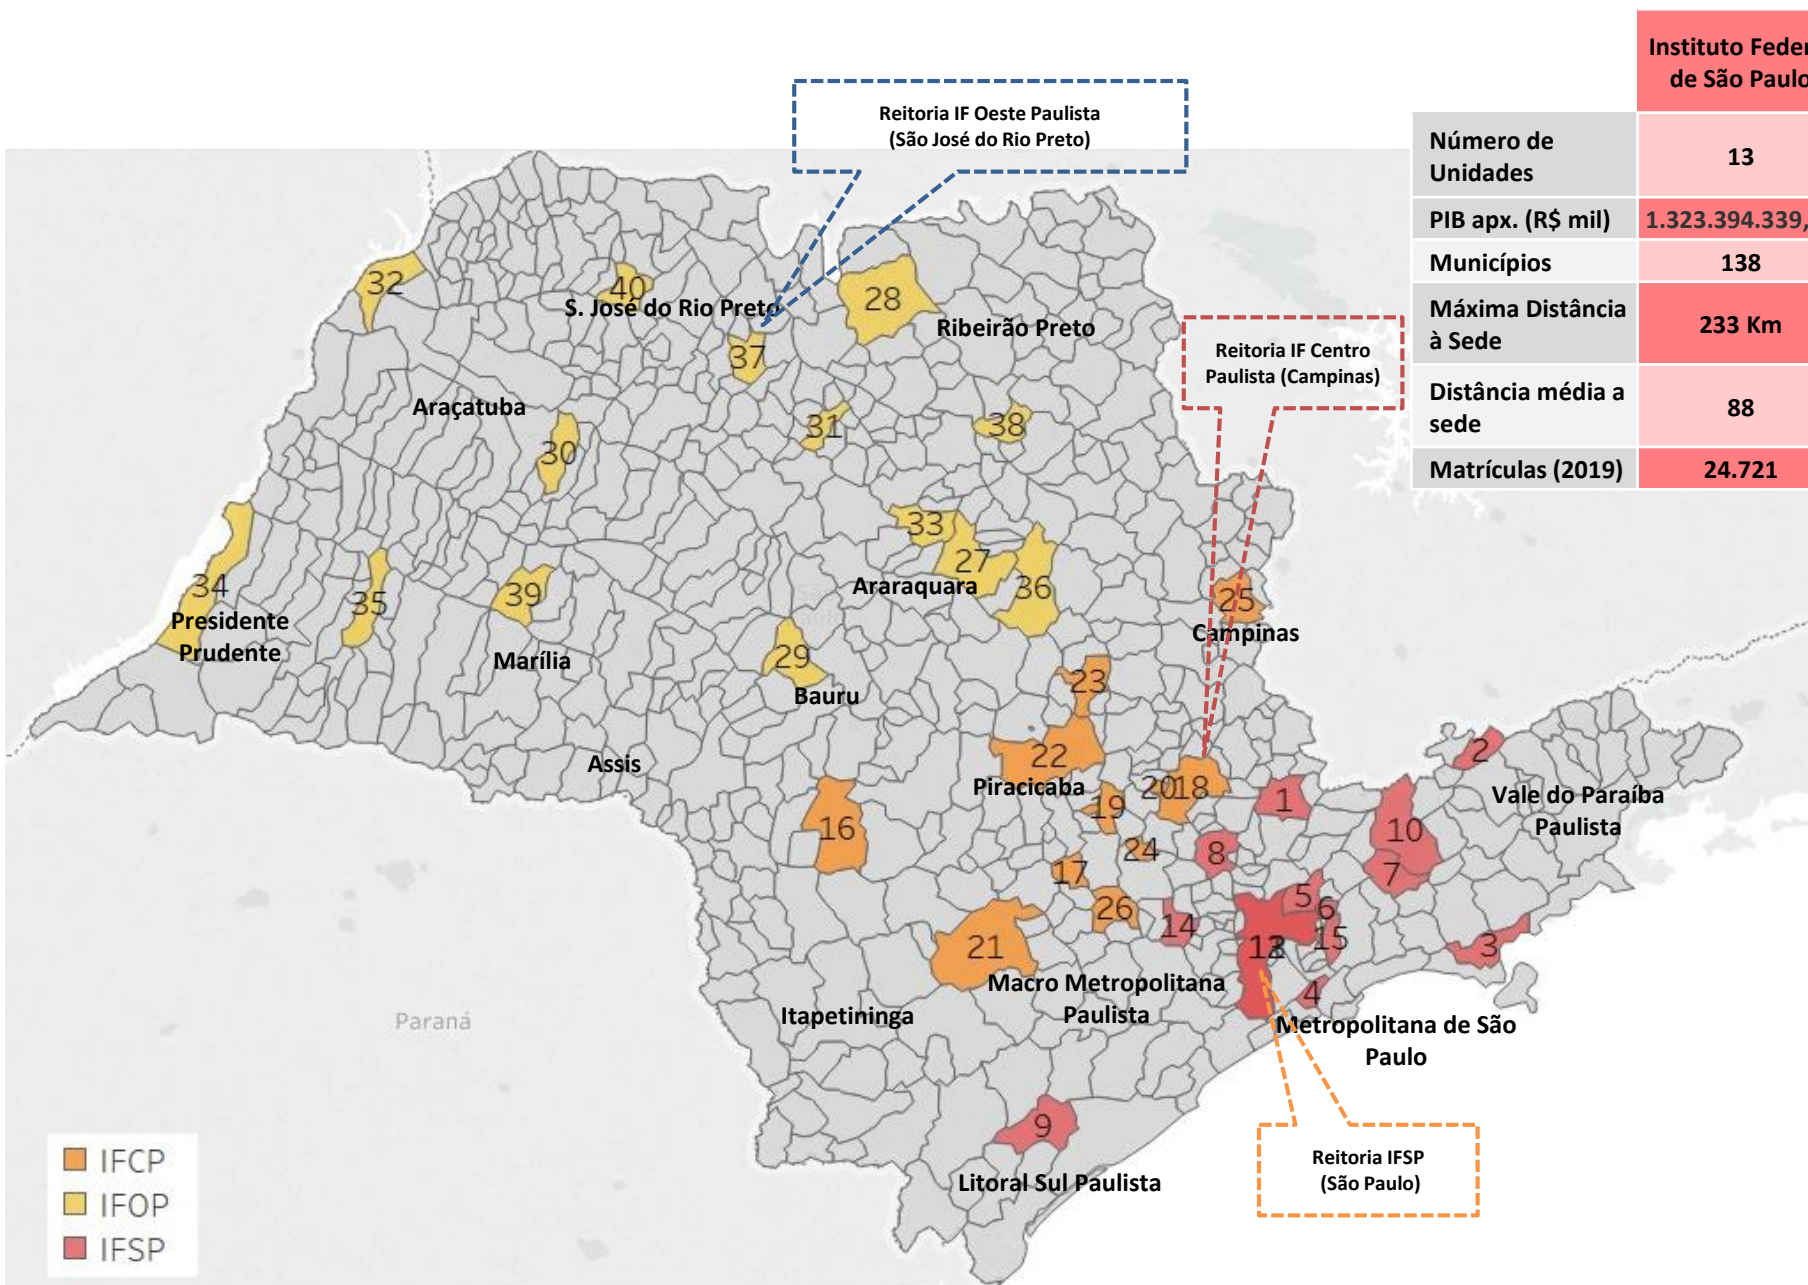 Instituto Feder
de São Paulo
Número de
Unidades
13
PIB apx. (R$ mil)
1.323.394.339,
Municípios
138
Máxima Distância
à Sede
233 Km
Distância média a
sede
88
Matrículas (2019)
24.721
Reitoria IF Oeste Paulista
(São José do Rio Preto)
Reitoria IF Centro
Paulista (Campinas)
32
40
S. José do Rio Preto
28
Ribeirão Preto
37
Araçatuba
31
38
30
33
27
Araraquara
36
34
Presidente
Prudente
35
39
Marília
25
Campinas
29
Bauru
23
22
Piracicaba
Assis
2
Vale do Paraíba
Paulista
20
18
19
1
16
10
8
24
7
17
5
6
26
14
21
15
3
4
Macro Metropolitana
Paulista
Itapetininga
Metropolitana de São
Paulo
Paraná
9
Litoral Sul Paulista
Reitoria IFSP
(São Paulo)
IFCP
IFOP
IFSP